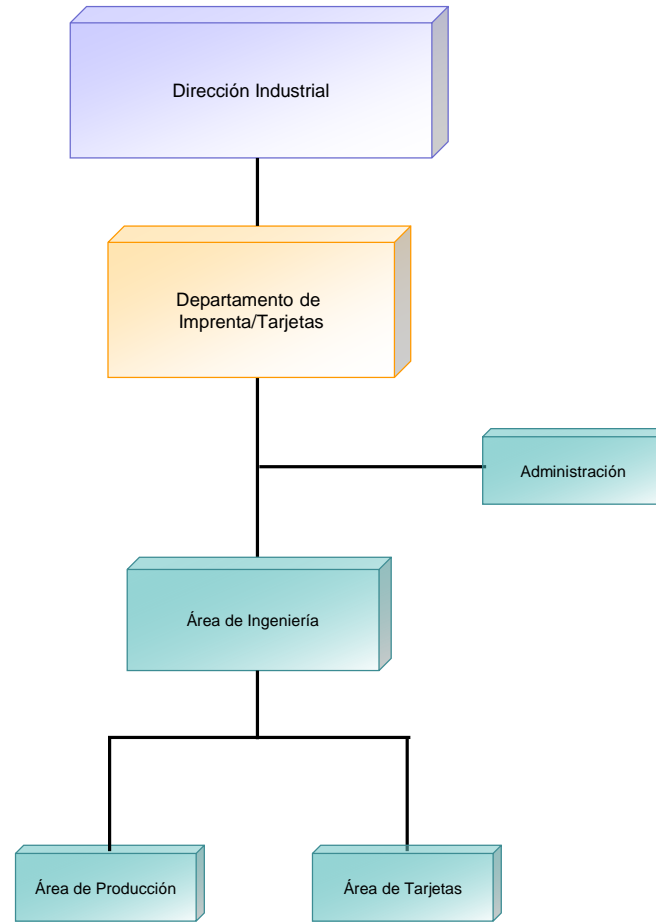 Dirección Industrial
Departamento de
Imprenta/Tarjetas
Administración
Área de Ingeniería
Área de Producción
Área de Tarjetas